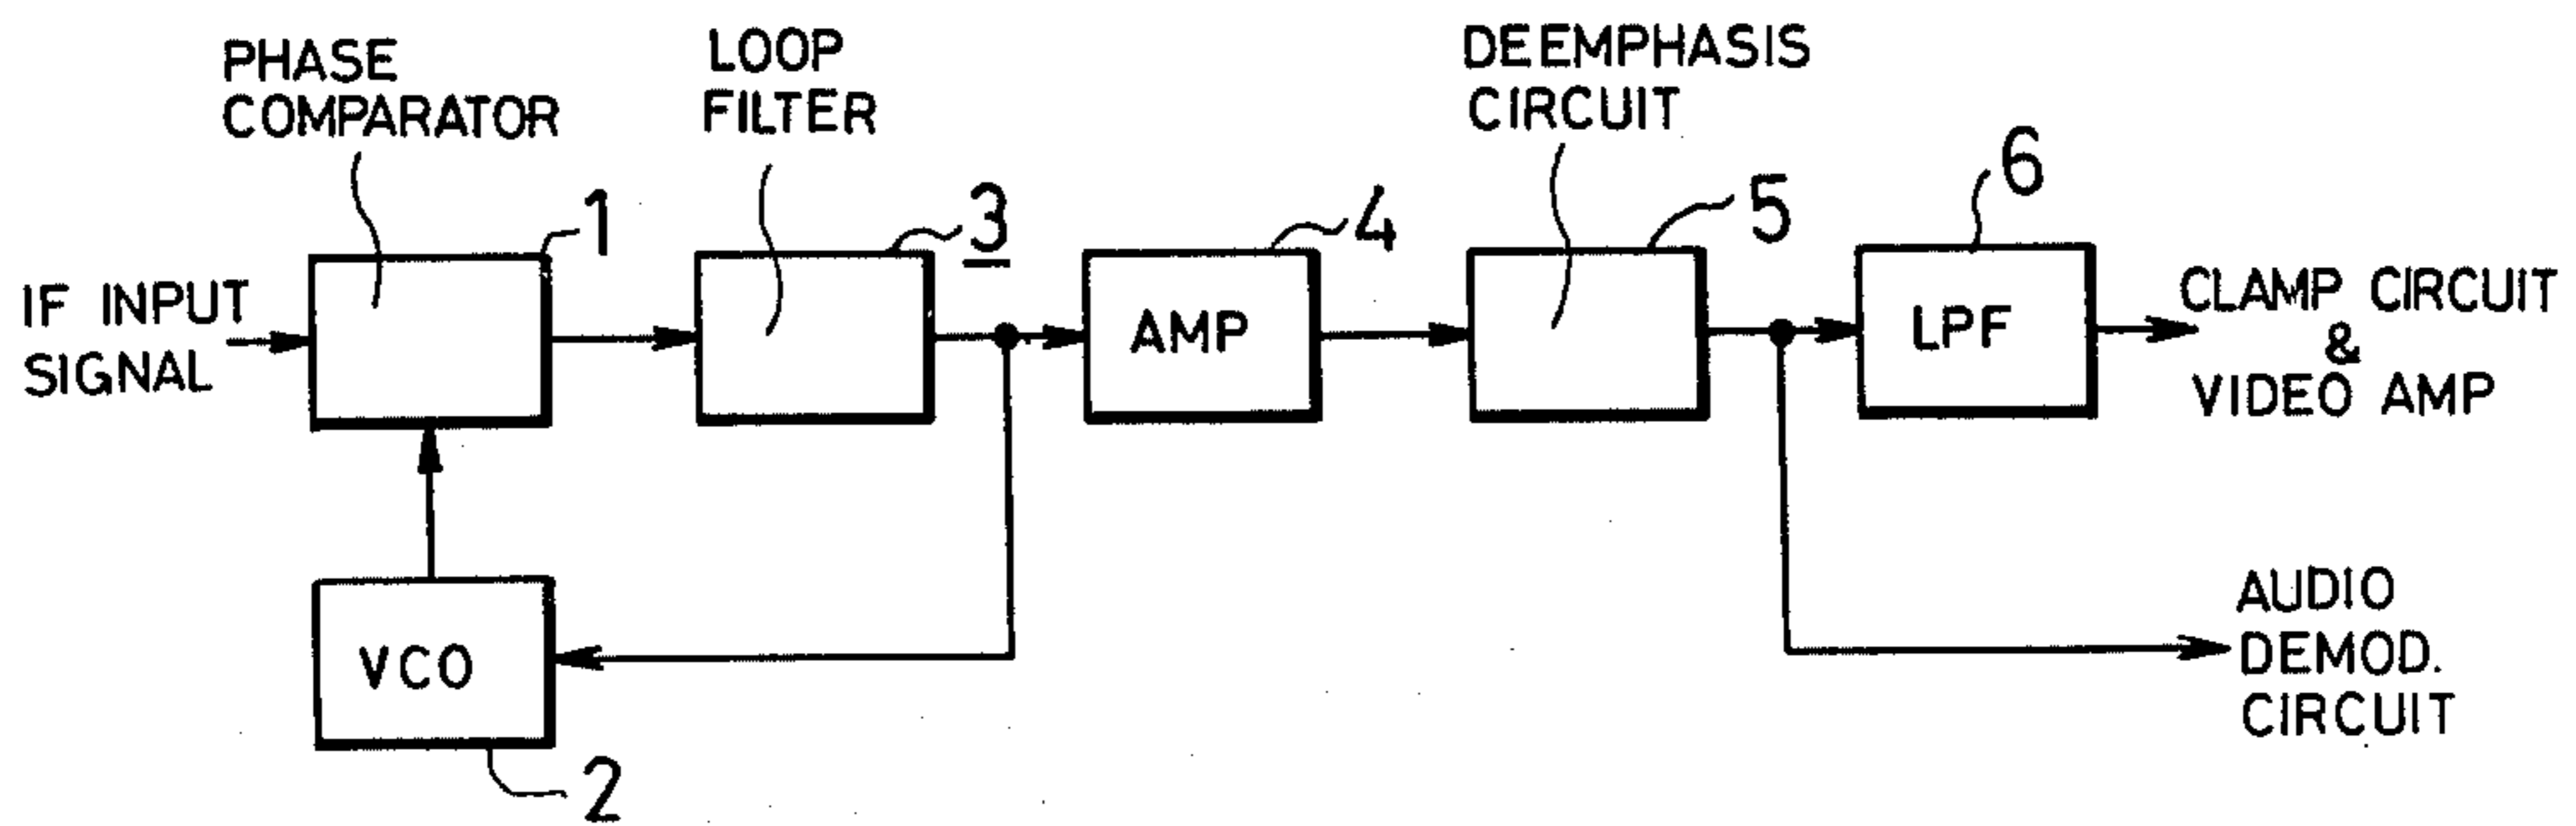 PHASE
COMPARATOR
LOOP
FILTER
DEEMPHASIS
CIRCUIT
1
3
4
5
6
IF INPUT
SIGNAL
AMP
LPF
CLAMP CIRCUIT
&
VIDEO AMP
VCO
2
AUDIO
DEMOD.
CIRCUIT